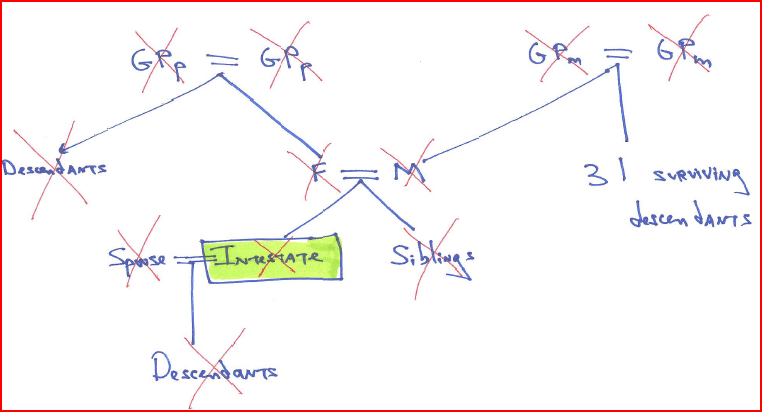 GPp = GPp
GPm = GPm
Descendants
F = M
31 surviving
descendants
Spouse = Intestate
Siblings
Descendants